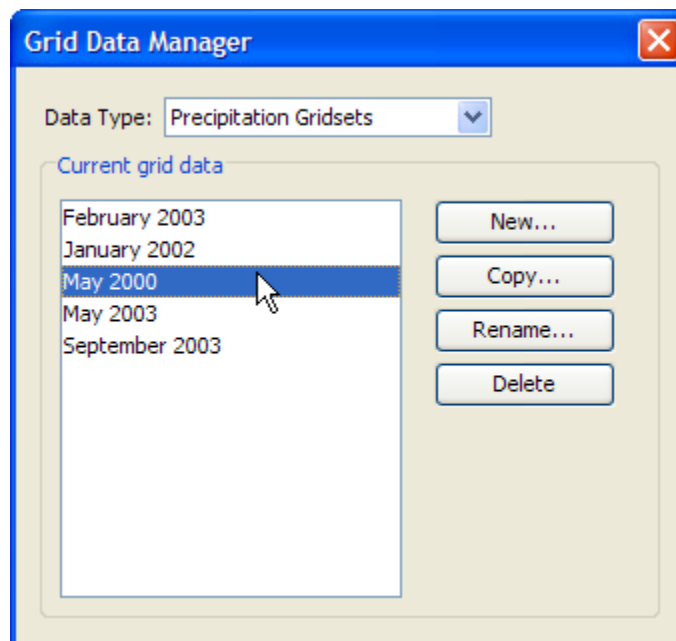 Grid Data Manager
Data Type: Precipitation Gridsets
Current grid data
February 2003
January 2002
May 2000
May 2003
September 2003
New...
Copy...
Rename...
Delete